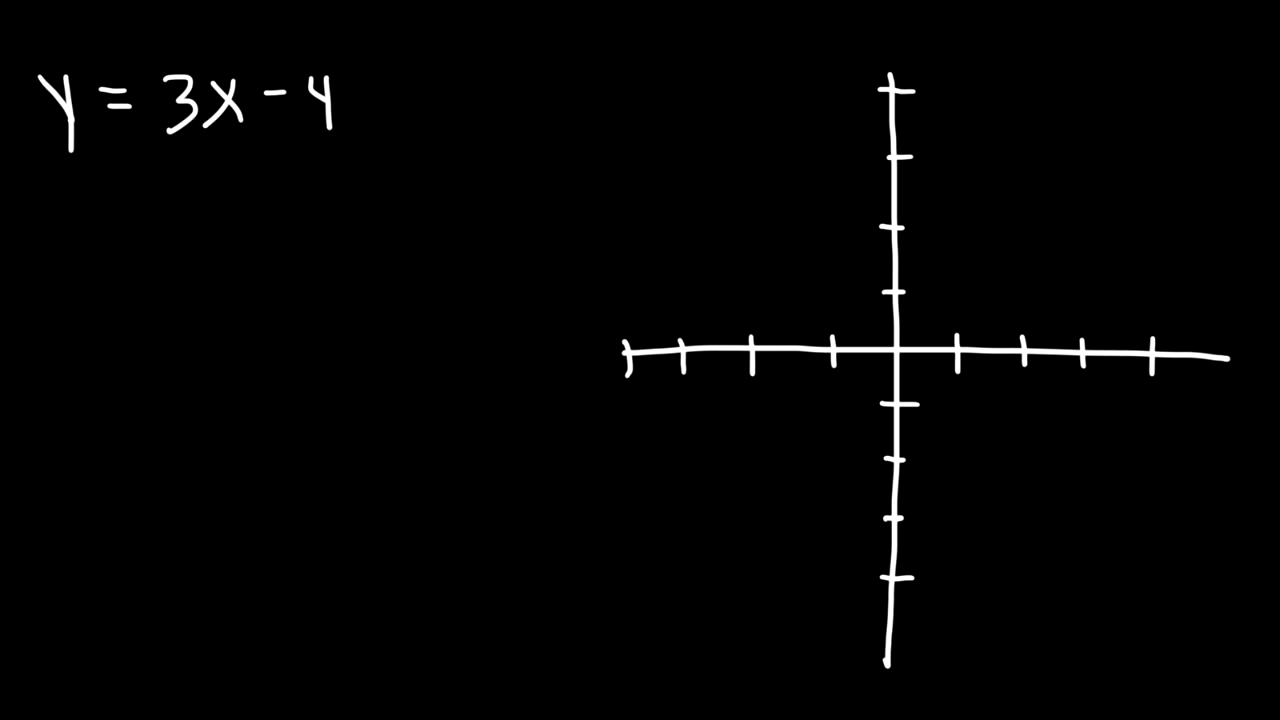 y = 3x - 4